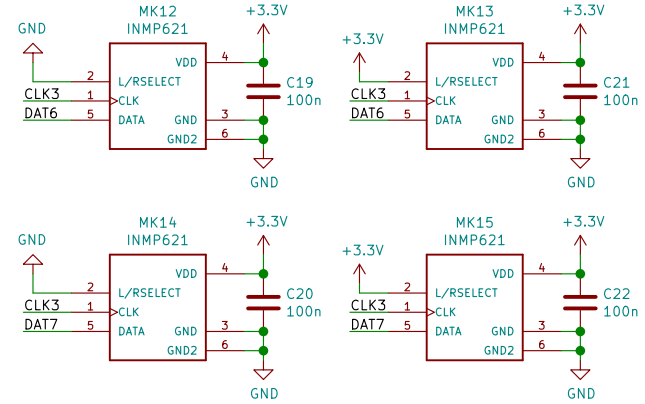 MK12
INMP621
GND
+3.3V
VDD 4
2 L/RSELECT
C19
100n
CLK3 1 CLK
DAT6 5 DATA
GND 3
GND2 6
GND
MK13
INMP621
+3.3V
+3.3V
VDD 4
2 L/RSELECT
C21
100n
CLK3 1 CLK
DAT6 5 DATA
GND 3
GND2 6
GND
MK14
INMP621
GND
+3.3V
VDD 4
2 L/RSELECT
C20
100n
CLK3 1 CLK
DAT7 5 DATA
GND 3
GND2 6
GND
MK15
INMP621
+3.3V
+3.3V
VDD 4
2 L/RSELECT
C22
100n
CLK3 1 CLK
DAT7 5 DATA
GND 3
GND2 6
GND